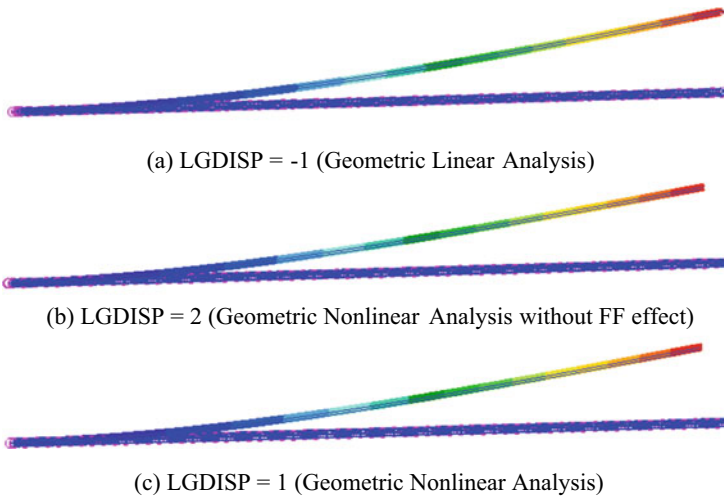 (a) LGDISP = -1 (Geometric Linear Analysis)
(b) LGDISP = 2 (Geometric Nonlinear Analysis without FF effect)
(c) LGDISP = 1 (Geometric Nonlinear Analysis)